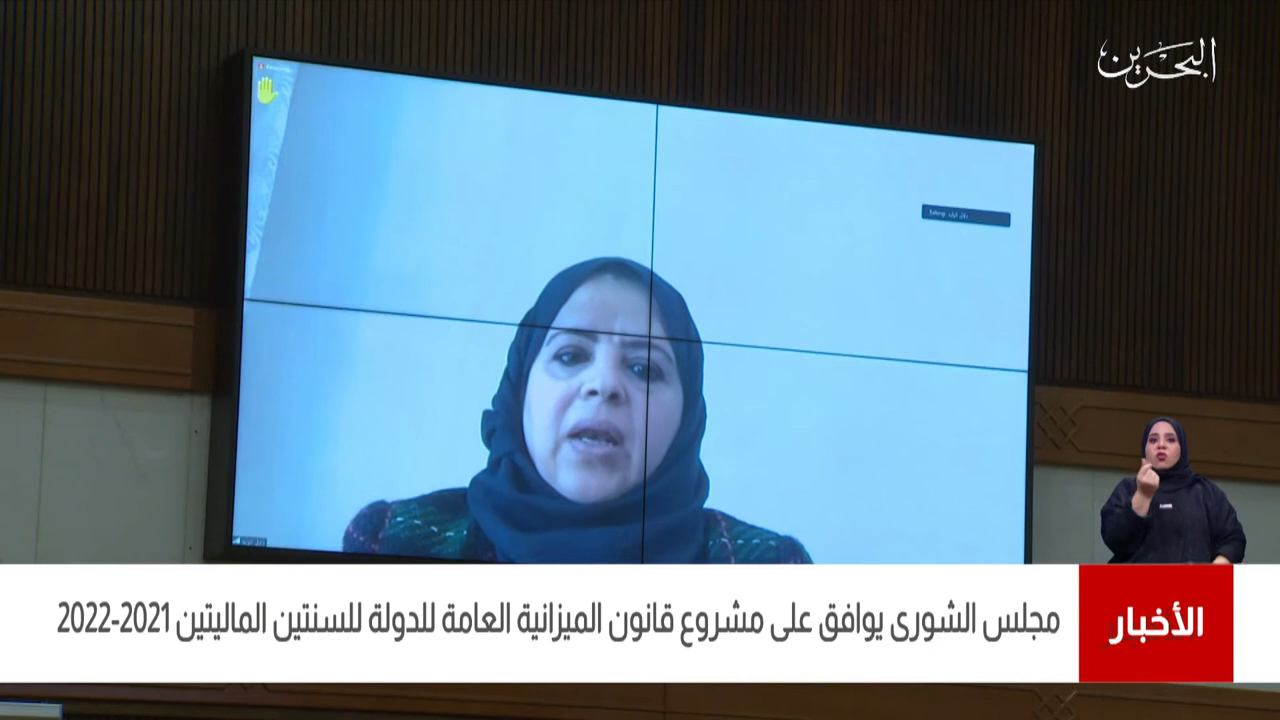 البحرين
الأخبار
مجلس الشورى يوافق على مشروع قانون الميزانية العامة للدولة للسنتين الماليتين 2021-2022